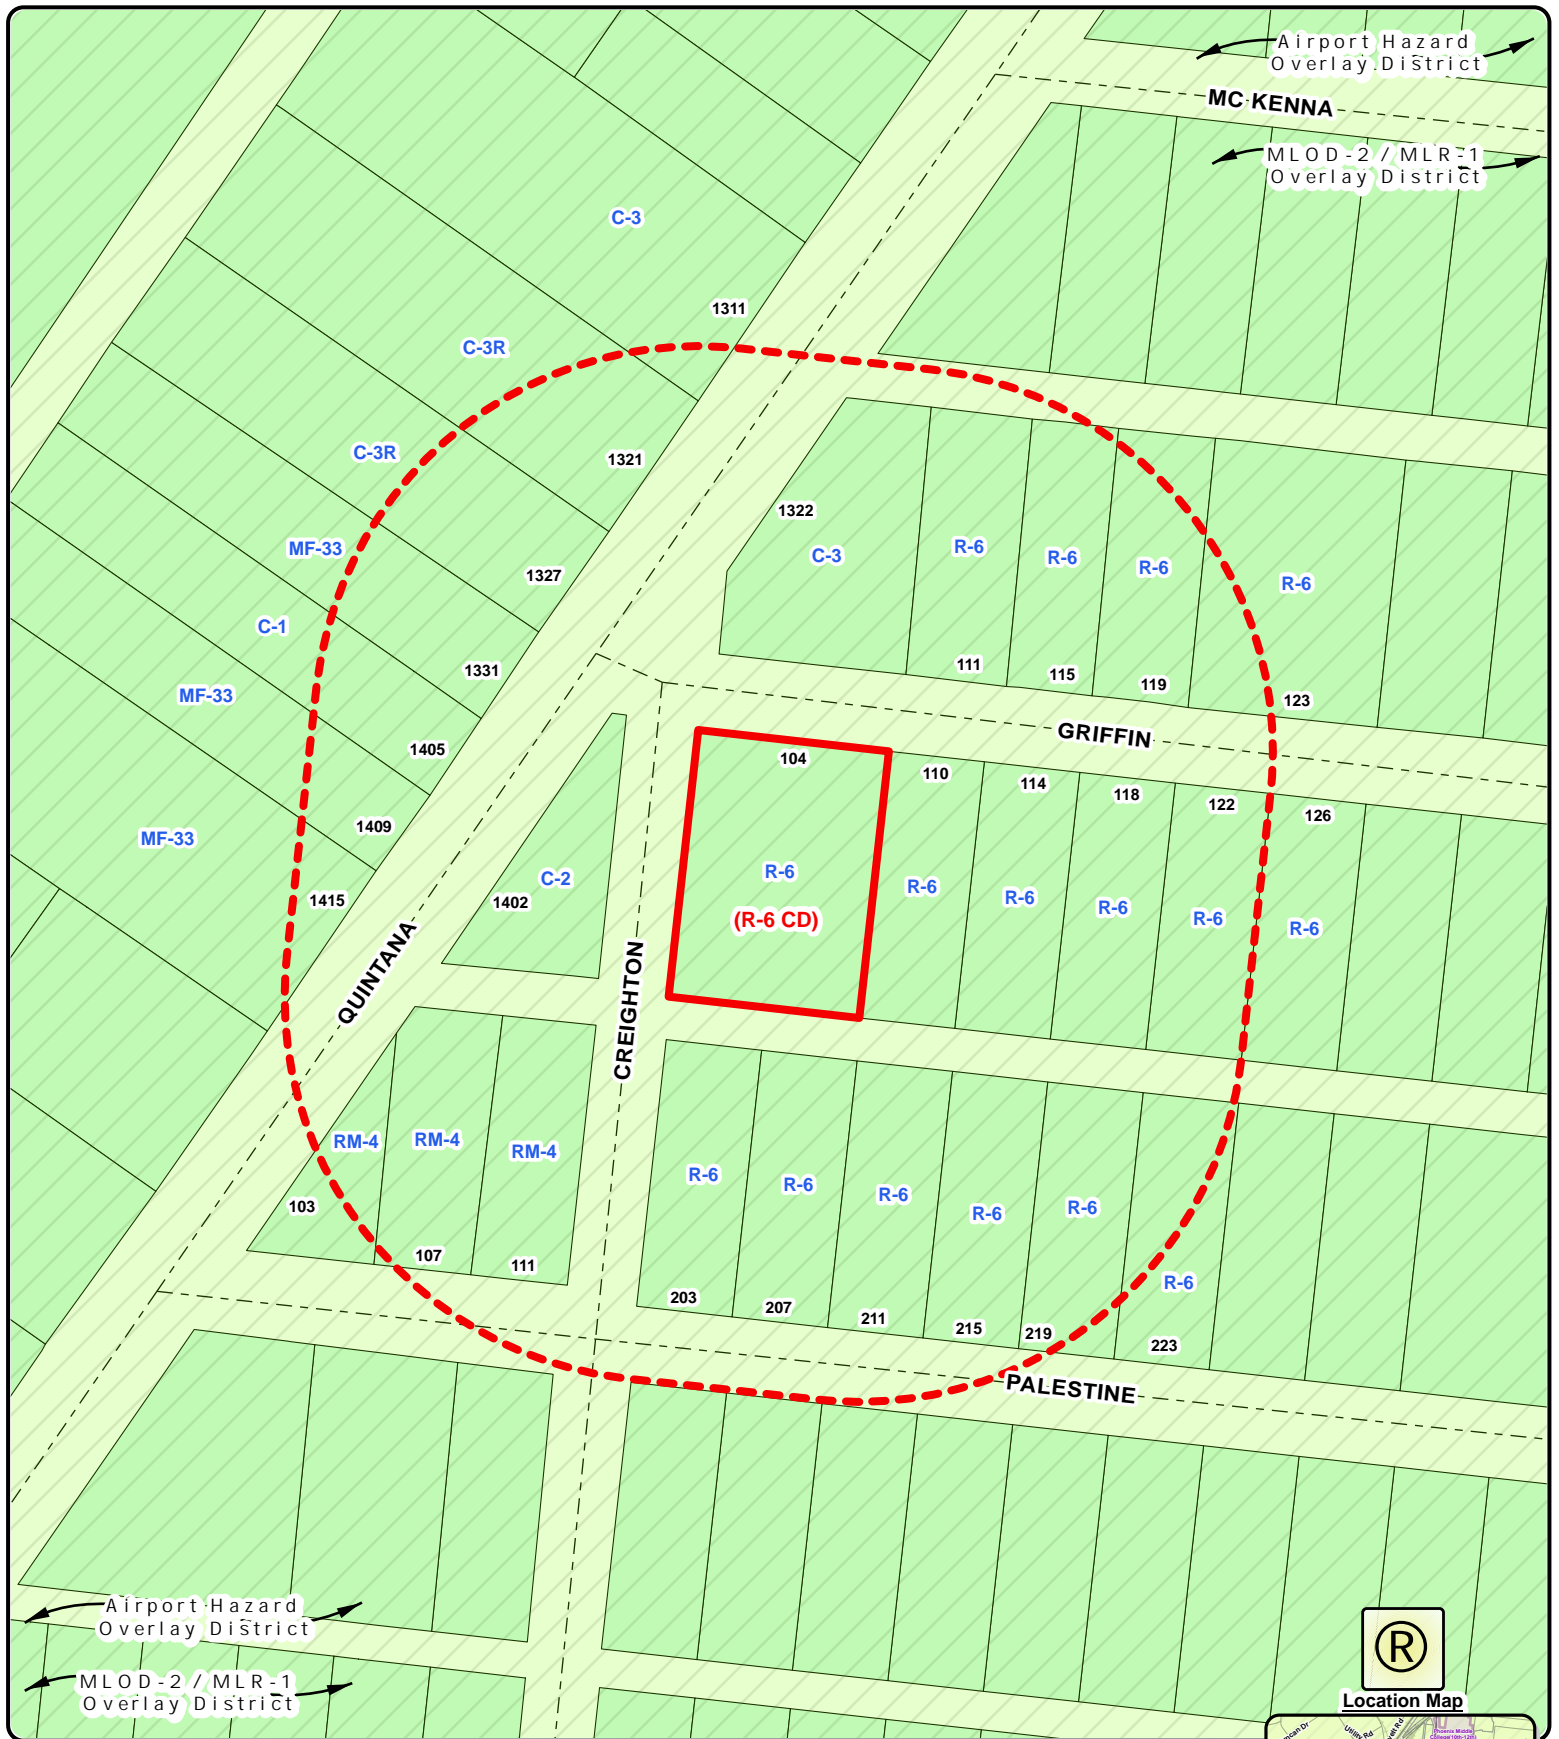 Airport Hazard
Overlay District
MC KENNA
MLOD-2 / MLR-1
Overlay District
C-3
1311
C-3R
C-3R
1321
1322
MF-33
C-3
R-6
R-6
R-6
R-6
1327
C-1
1331
111
115
119
123
MF-33
1405
GRIFFIN
104
110
114
118
122
126
1409
MF-33
1415
C-2
1402
R-6
(R-6 CD)
R-6
R-6
R-6
R-6
R-6
QUINTANA
CREIGHTON
RM-4
RM-4
RM-4
R-6
R-6
R-6
R-6
R-6
R-6
103
107
111
203
207
211
215
219
223
PALESTINE
Airport Hazard
Overlay District
MLOD-2 / MLR-1
Overlay District
R
Location Map
Utility Rd
Phoenix Middle